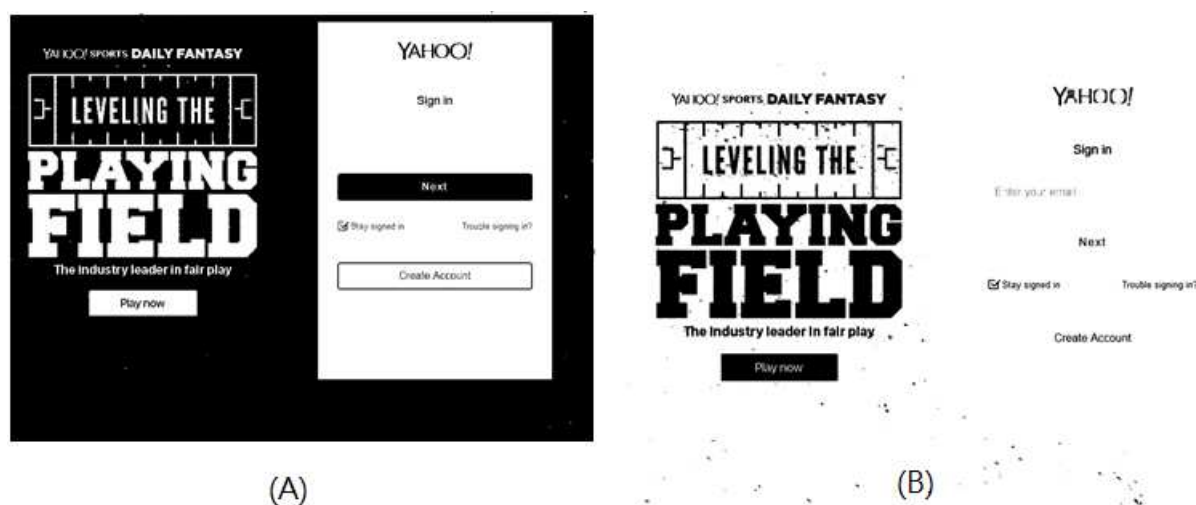 YAHOO! SPORTS DAILY FANTASY
LEVELING THE
PLAYING
FIELD
The industry leader in fair play
Play now
YAHOO!
Sign in
Next
Stay signed in
Trouble signing in?
Create Account
(A)
YAHOO! SPORTS DAILY FANTASY
LEVELING THE
PLAYING
FIELD
The industry leader in fair play
Play now
YAHOO!
Sign in
Enter your email
Next
Stay signed in
Trouble signing in?
Create Account
(B)